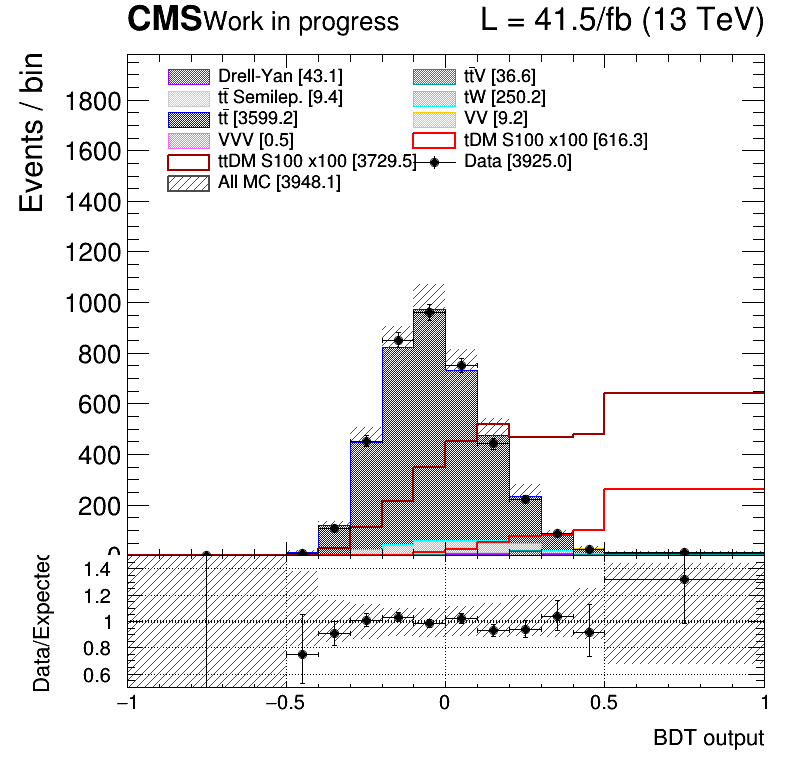 CMS Work in progress L = 41.5/fb (13 TeV)
Drell-Yan [43.1] tt̄V [36.6]
tt̄ Semilep. [9.4] tW [250.2]
tt̄ [3599.2] VV [9.2]
VVV [0.5] tDM S100 x100 [616.3]
ttDM S100 x100 [3729.5] Data [3925.0]
All MC [3948.1]
Events / bin
1800
1600
1400
1200
1000
800
600
400
200
0
Data/Expected
1.4
1.2
1
0.8
0.6
−1 −0.5 0 0.5 1
BDT output